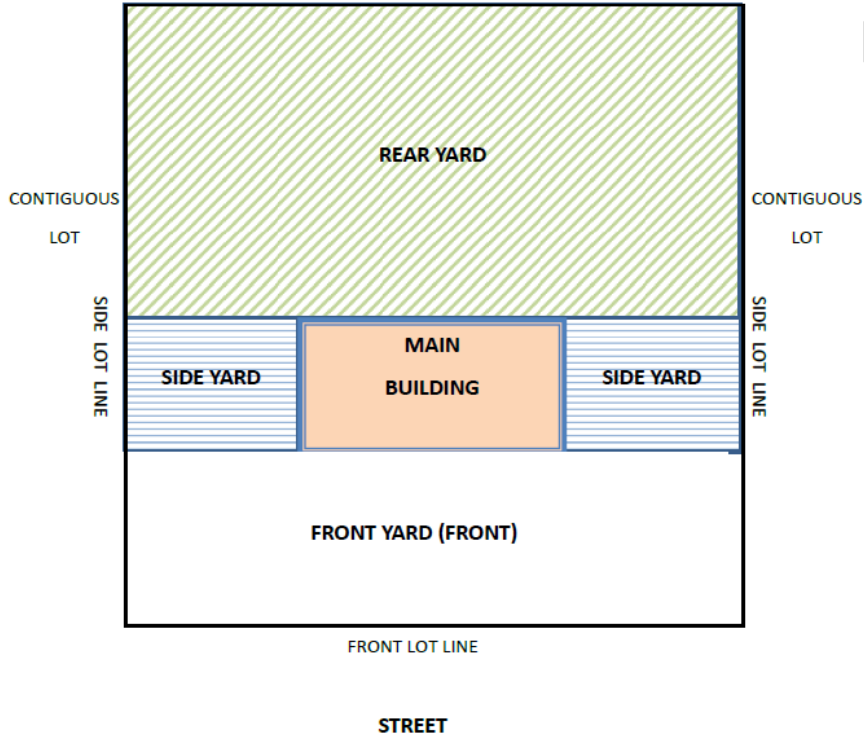 REAR YARD
CONTIGUOUS
LOT
CONTIGUOUS
LOT
SIDE LOT LINE
SIDE LOT LINE
MAIN
BUILDING
SIDE YARD
SIDE YARD
FRONT YARD (FRONT)
FRONT LOT LINE
STREET